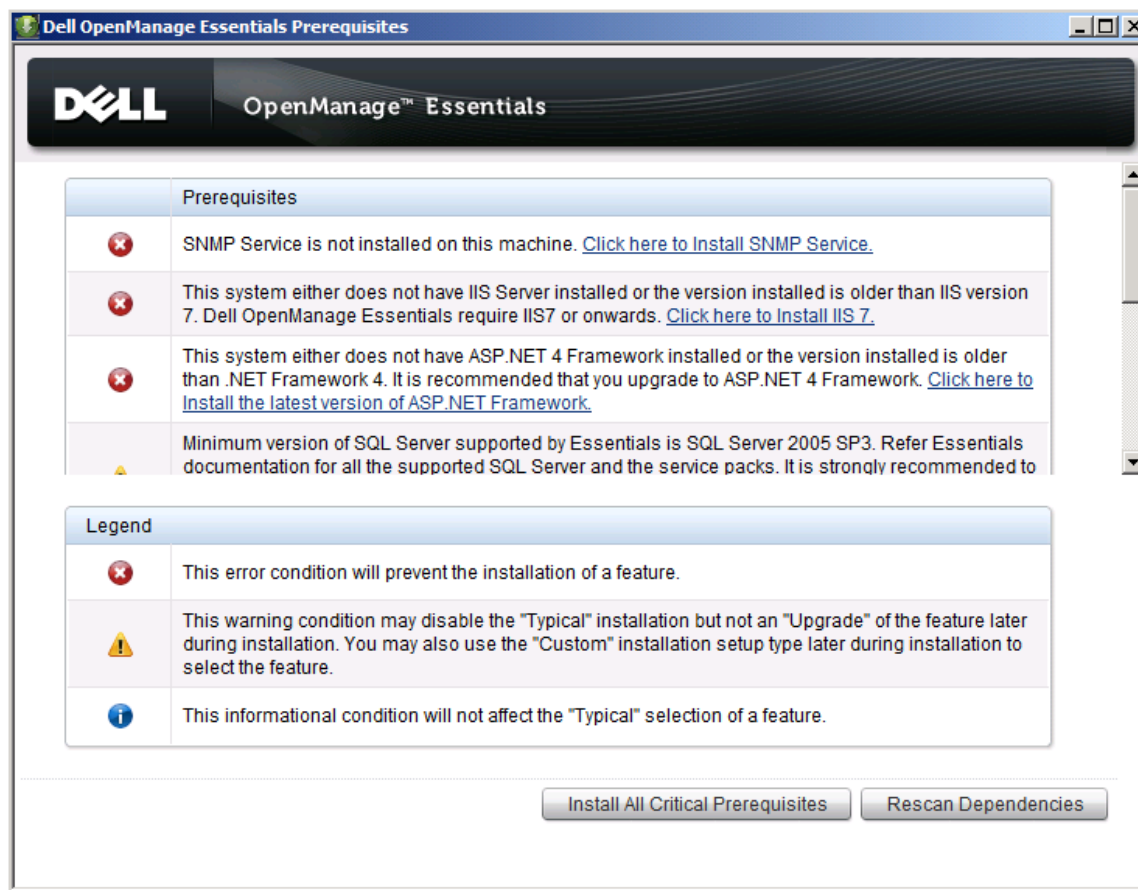 Dell OpenManage Essentials Prerequisites
DELL
OpenManage™ Essentials
Prerequisites
SNMP Service is not installed on this machine. Click here to Install SNMP Service.
This system either does not have IIS Server installed or the version installed is older than IIS version
7. Dell OpenManage Essentials require IIS7 or onwards. Click here to Install IIS 7.
This system either does not have ASP.NET 4 Framework installed or the version installed is older
than .NET Framework 4. It is recommended that you upgrade to ASP.NET 4 Framework. Click here to
Install the latest version of ASP.NET Framework.
Minimum version of SQL Server supported by Essentials is SQL Server 2005 SP3. Refer Essentials
documentation for all the supported SQL Server and the service packs. It is strongly recommended to
Legend
This error condition will prevent the installation of a feature.
This warning condition may disable the "Typical" installation but not an "Upgrade" of the feature later
during installation. You may also use the "Custom" installation setup type later during installation to
select the feature.
This informational condition will not affect the "Typical" selection of a feature.
Install All Critical Prerequisites
Rescan Dependencies